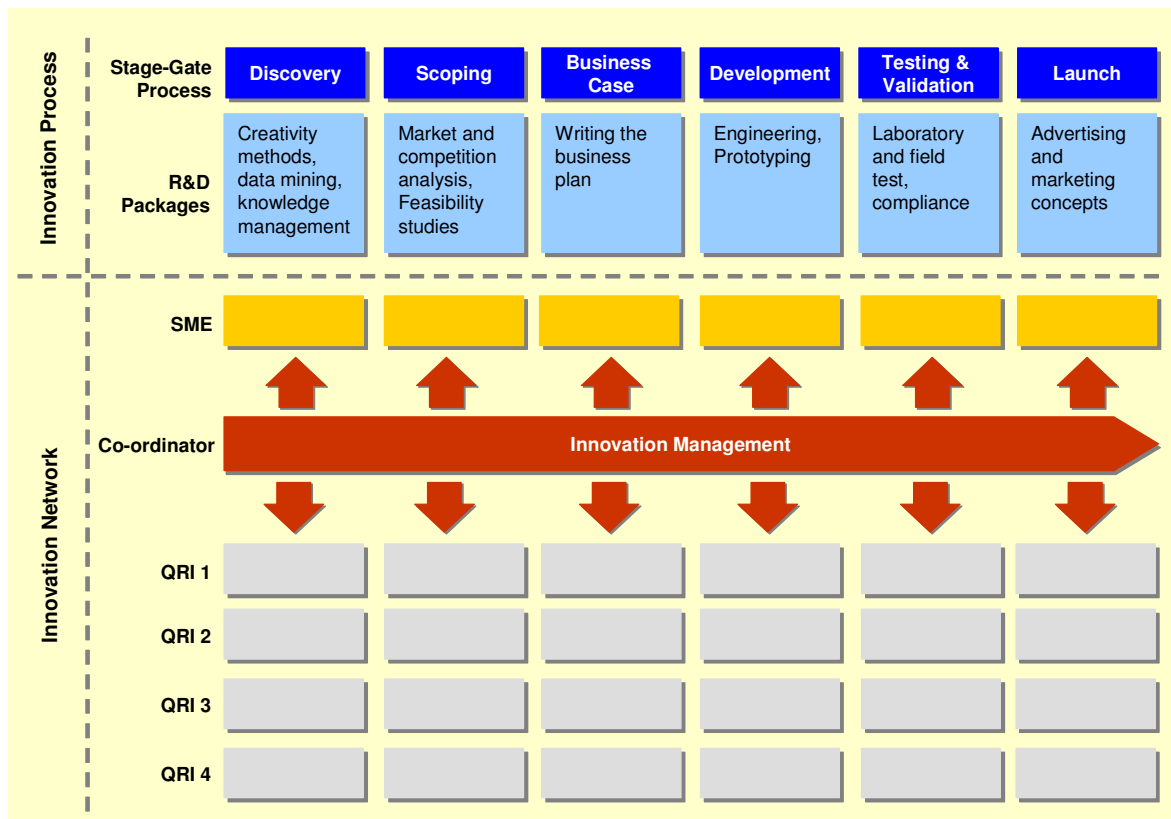 Innovation Process
Stage-Gate
Process
Discovery
Scoping
Business
Case
Development
Testing &
Validation
Launch
R&D
Packages
Creativity
methods,
data mining,
knowledge
management
Market and
competition
analysis,
Feasibility
studies
Writing the
business
plan
Engineering,
Prototyping
Laboratory
and field
test,
compliance
Advertising
and
marketing
concepts
Innovation Network
SME
Co-ordinator
Innovation Management
QRI 1
QRI 2
QRI 3
QRI 4